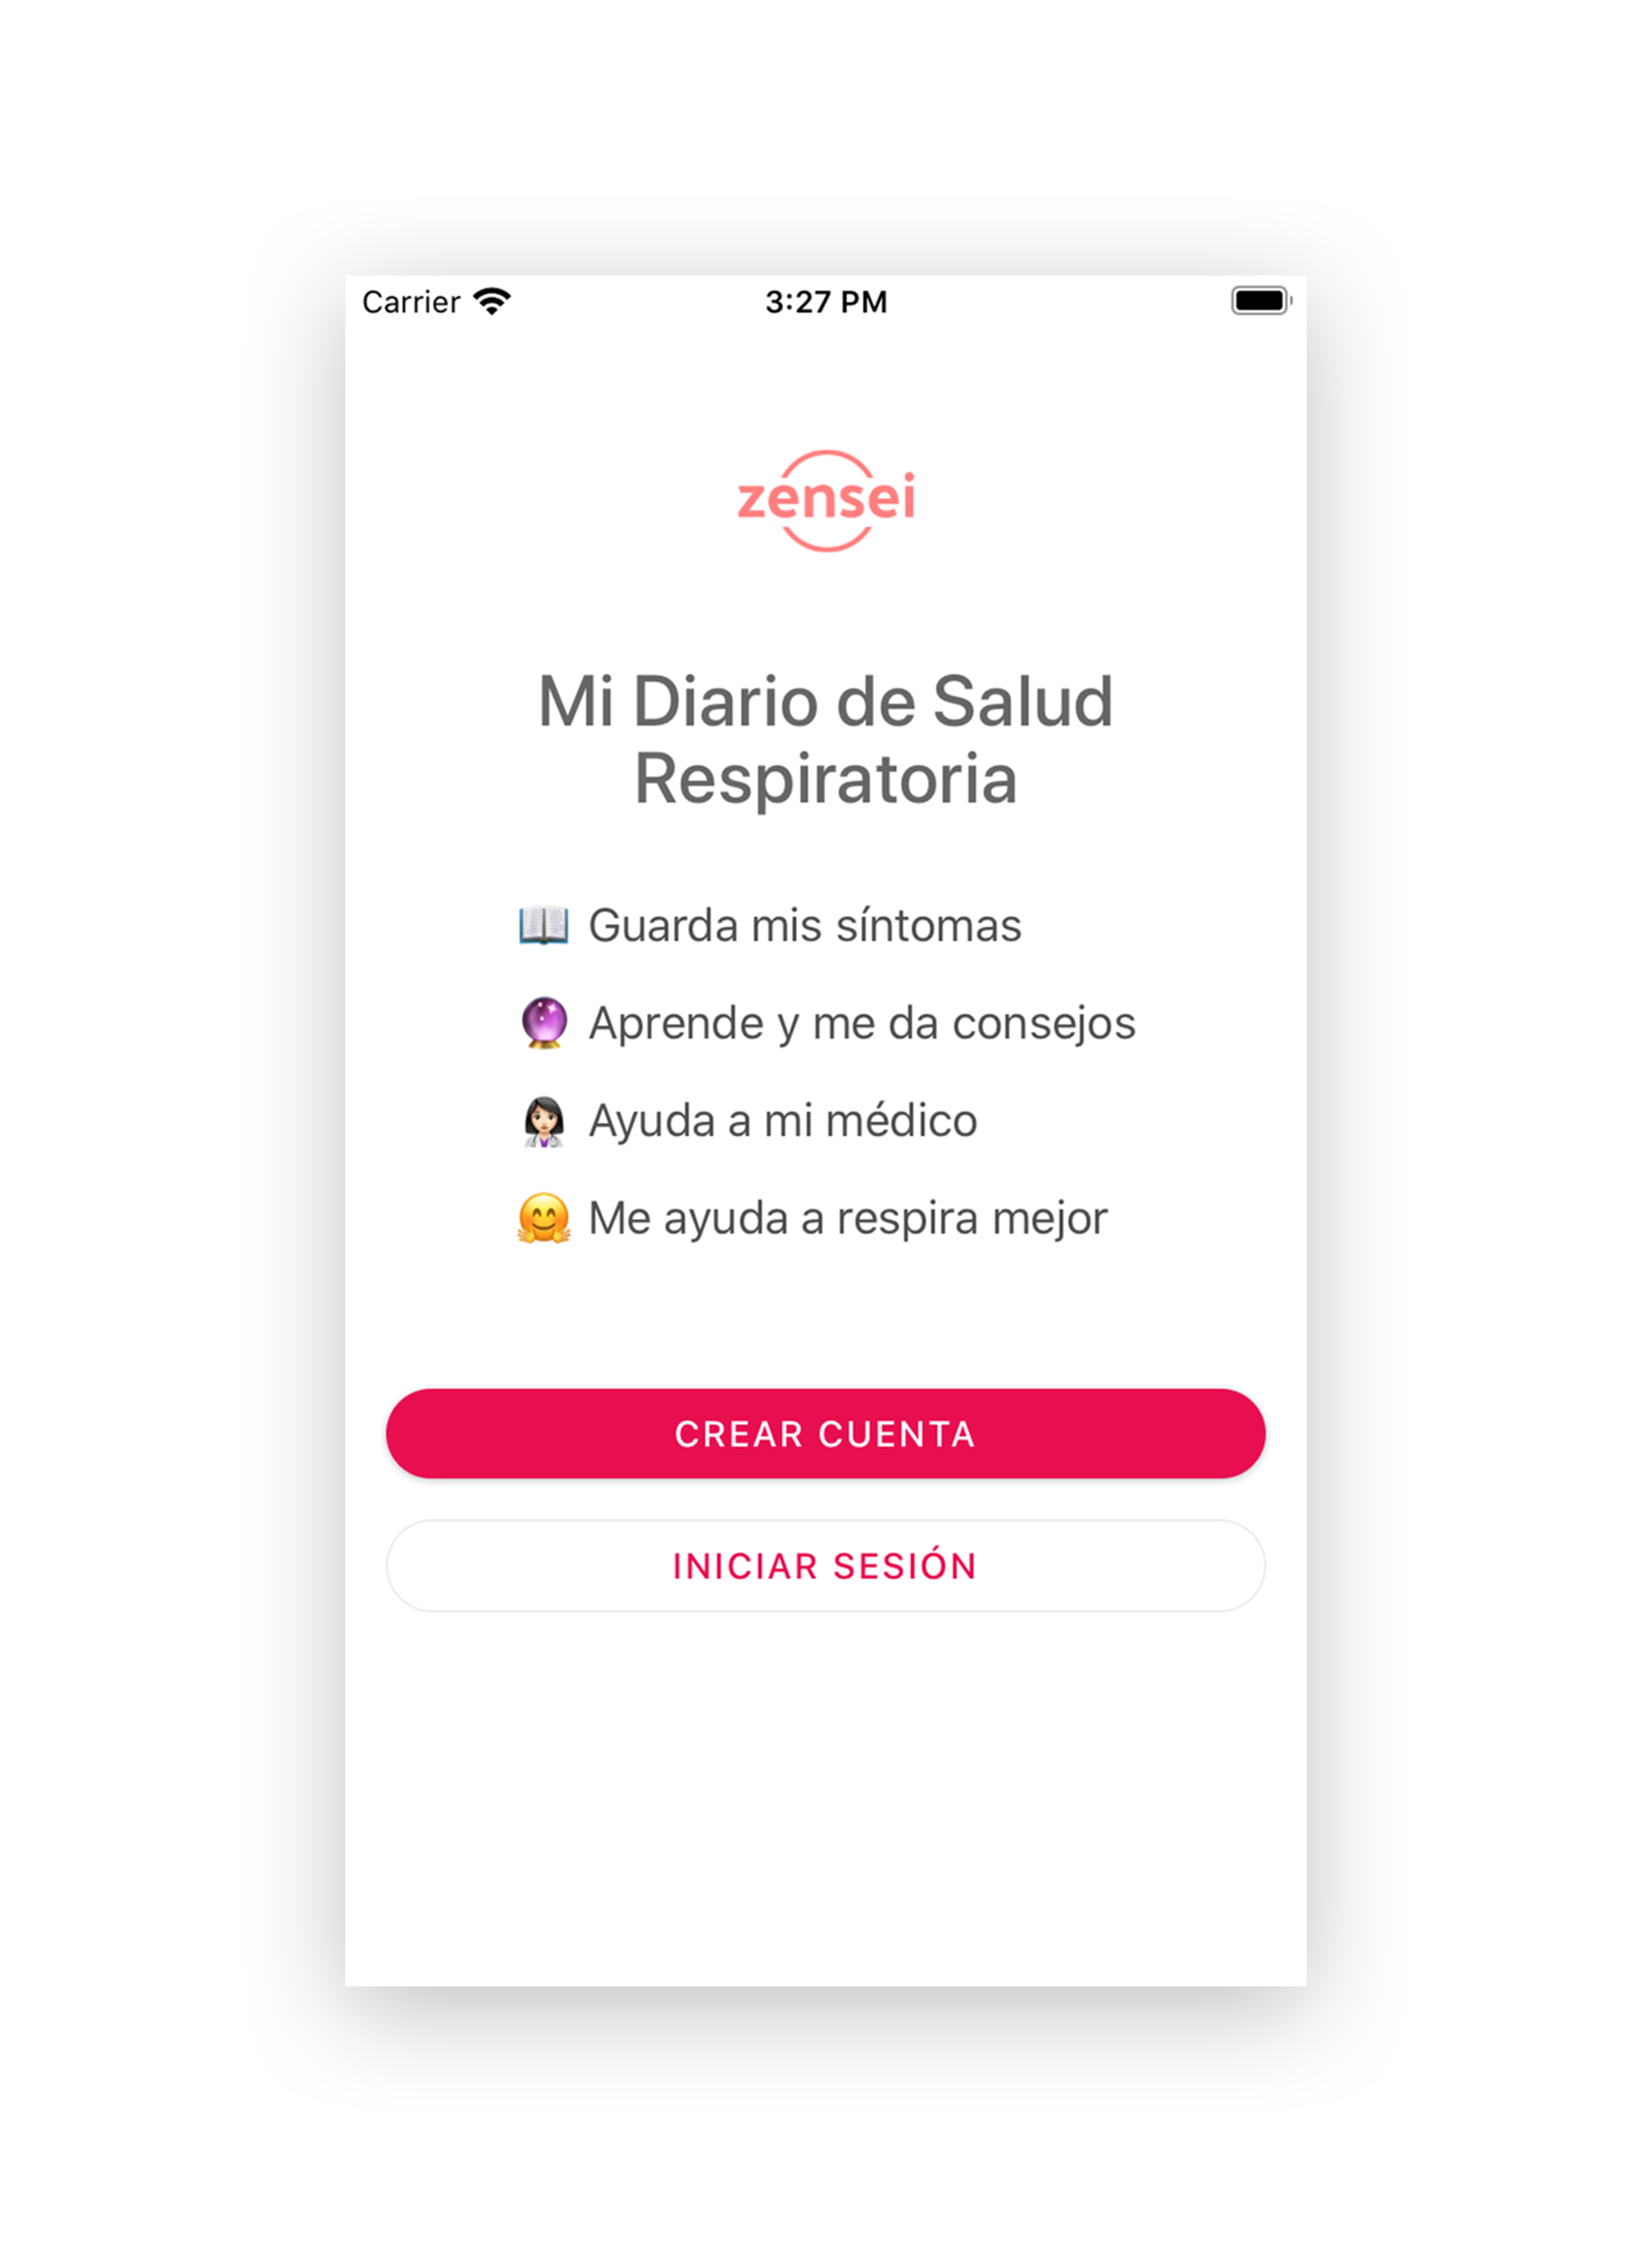 Carrier 3:27 PM
zensei
Mi Diario de Salud
Respiratoria
📖 Guarda mis síntomas
🔮 Aprende y me da consejos
👩🏻‍⚕️ Ayuda a mi médico
🤗 Me ayuda a respira mejor
CREAR CUENTA
INICIAR SESIÓN